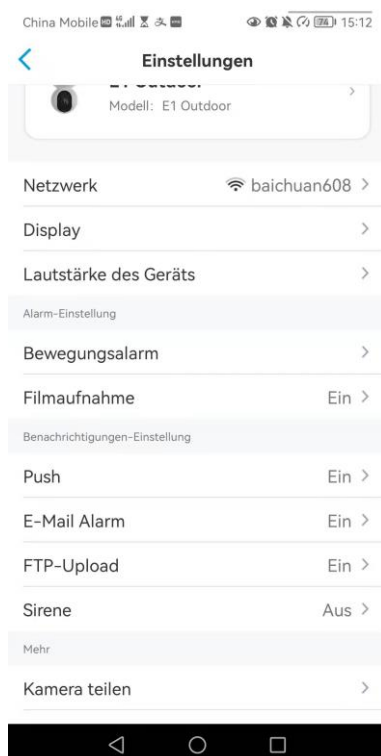 China Mobile 74 15:12
Einstellungen
Modell: E1 Outdoor
Netzwerk baichuan608
Display
Lautstärke des Geräts
Alarm-Einstellung
Bewegungsalarm
Filmaufnahme Ein
Benachrichtigungen-Einstellung
Push Ein
E-Mail Alarm Ein
FTP-Upload Ein
Sirene Aus
Mehr
Kamera teilen